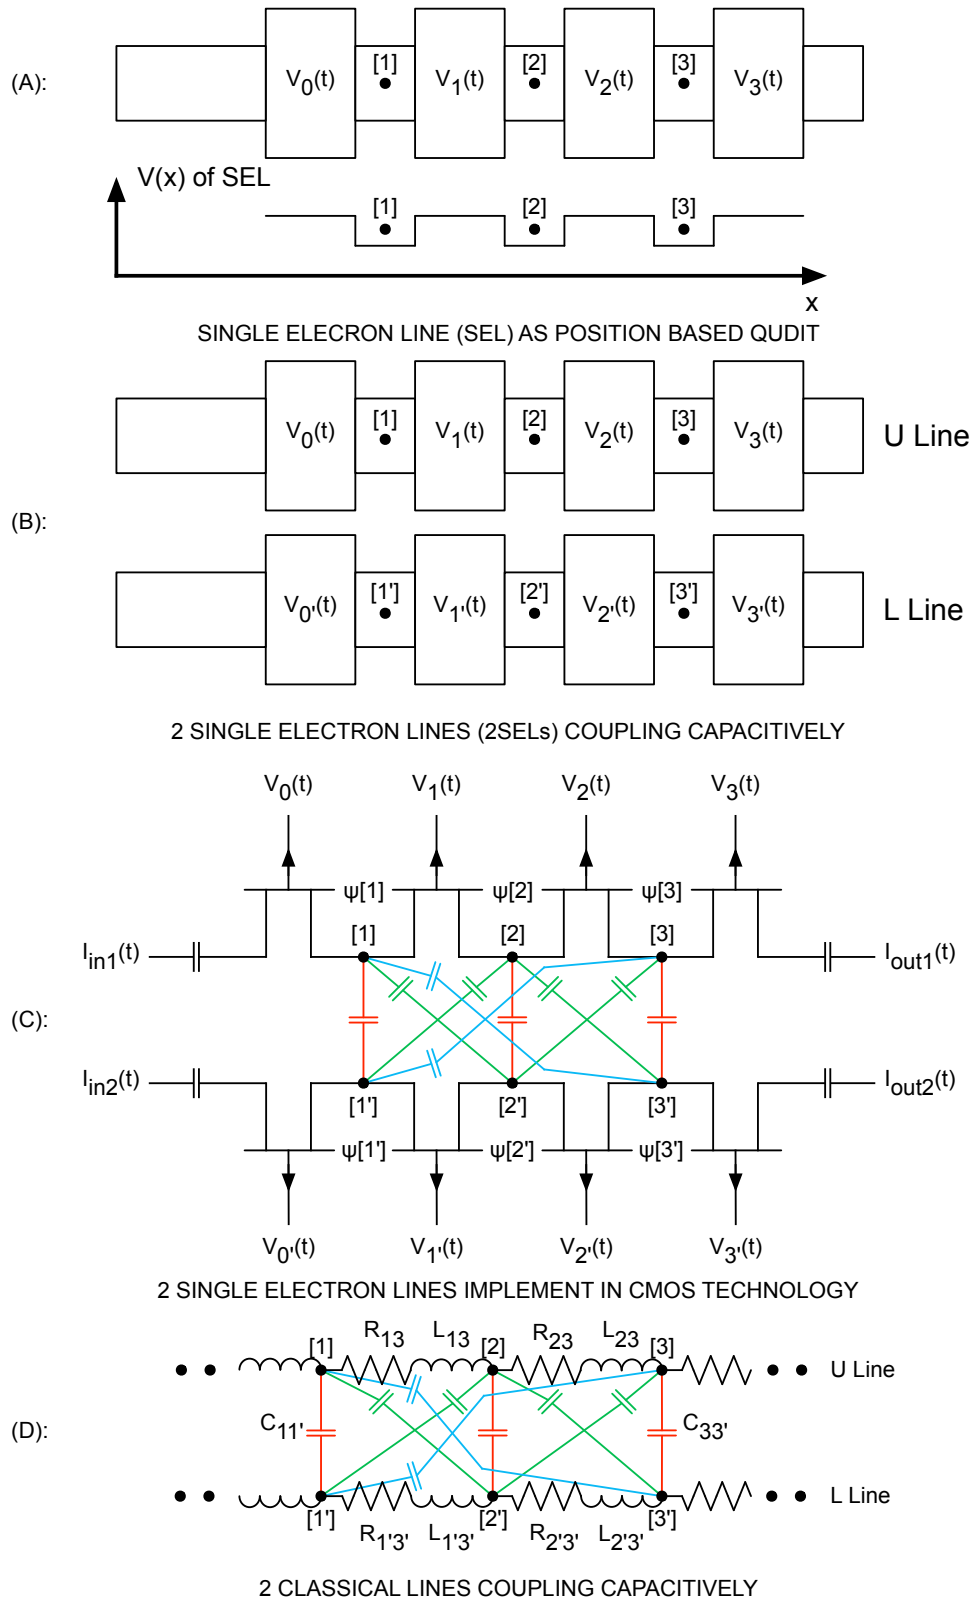 (A):
V0(t) [1] V1(t) [2] V2(t) [3] V3(t)
V(x) of SEL
[1] [2] [3]
x
SINGLE ELECRON LINE (SEL) AS POSITION BASED QUDIT
(B):
V0(t) [1] V1(t) [2] V2(t) [3] V3(t) U Line
V0'(t) [1'] V1'(t) [2'] V2'(t) [3'] V3'(t) L Line
2 SINGLE ELECTRON LINES (2SELs) COUPLING CAPACITIVELY
V0(t) V1(t) V2(t) V3(t)
ψ[1] ψ[2] ψ[3]
[1] [2] [3]
Iin1(t) Iout1(t)
(C):
Iin2(t) Iout2(t)
[1'] [2'] [3']
ψ[1'] ψ[2'] ψ[3']
V0'(t) V1'(t) V2'(t) V3'(t)
2 SINGLE ELECTRON LINES IMPLEMENT IN CMOS TECHNOLOGY
[1] R13 L13 [2] R23 L23 [3]
U Line
(D):
C11' C33'
L Line
[1'] R1'3' L1'3' [2'] R2'3' L2'3' [3']
2 CLASSICAL LINES COUPLING CAPACITIVELY